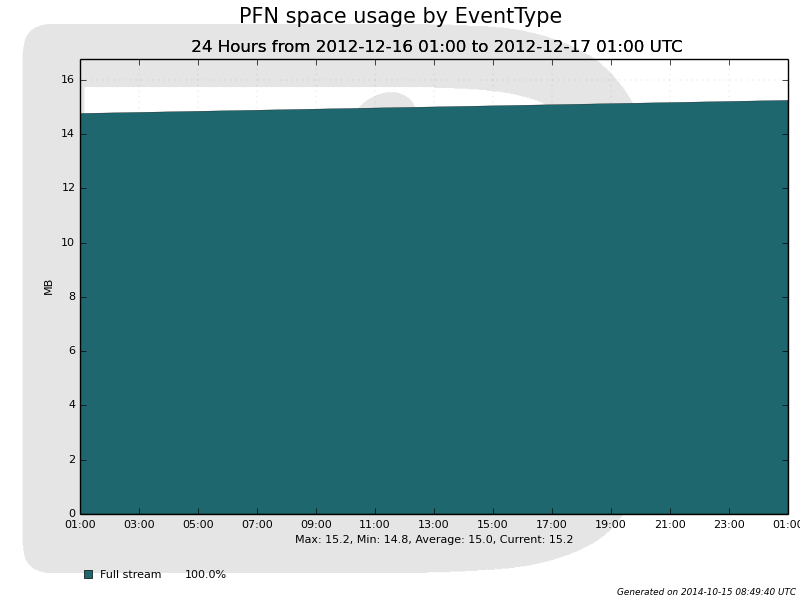 PFN space usage by EventType
24 Hours from 2012-12-16 01:00 to 2012-12-17 01:00 UTC
16
14
12
10
8
6
4
2
0
MB
01:00 03:00 05:00 07:00 09:00 11:00 13:00 15:00 17:00 19:00 21:00 23:00 01:00
Max: 15.2, Min: 14.8, Average: 15.0, Current: 15.2
Full stream 100.0%
Generated on 2014-10-15 08:49:40 UTC